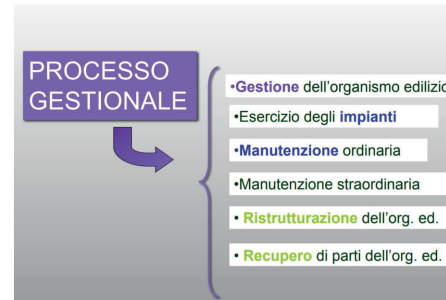 PROCESSO
GESTIONALE
•Gestione dell'organismo edilizio
•Esercizio degli impianti
•Manutenzione ordinaria
•Manutenzione straordinaria
• Ristrutturazione dell'org. ed.
• Recupero di parti dell'org. ed.